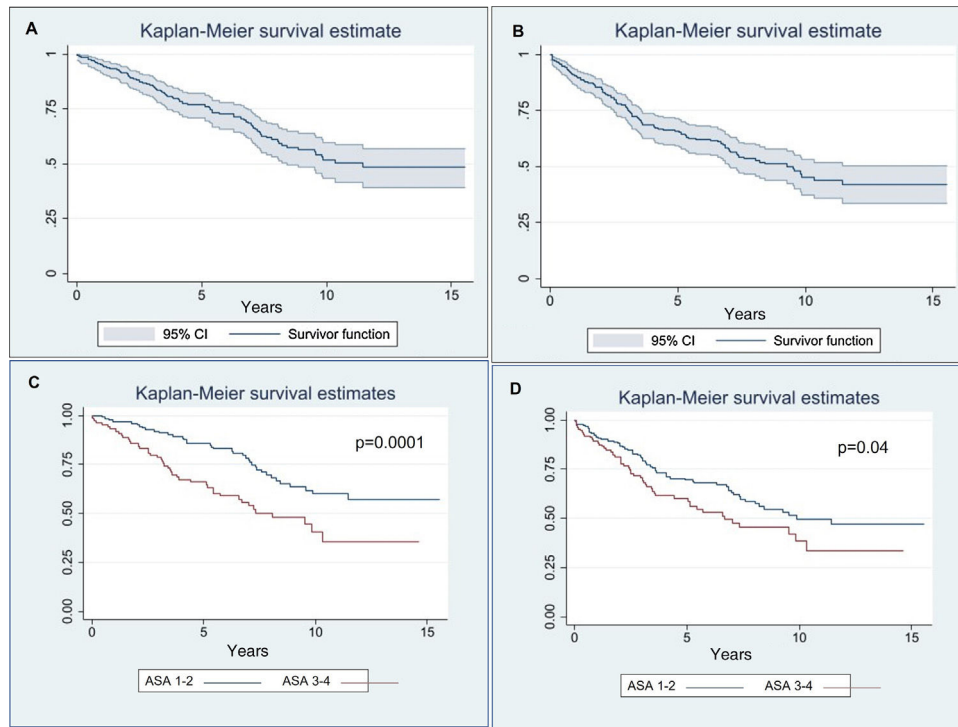 A
Kaplan-Meier survival estimate
1
.75
.5
.25
0
0 5 10 15
Years
95% CI Survivor function
B
Kaplan-Meier survival estimate
1
.75
.5
.25
0
0 5 10 15
Years
95% CI Survivor function
C
Kaplan-Meier survival estimates
p=0.0001
1.00
0.75
0.50
0.25
0.00
0 5 10 15
Years
ASA 1-2 ASA 3-4
D
Kaplan-Meier survival estimates
p=0.04
1.00
0.75
0.50
0.25
0.00
0 5 10 15
Years
ASA 1-2 ASA 3-4